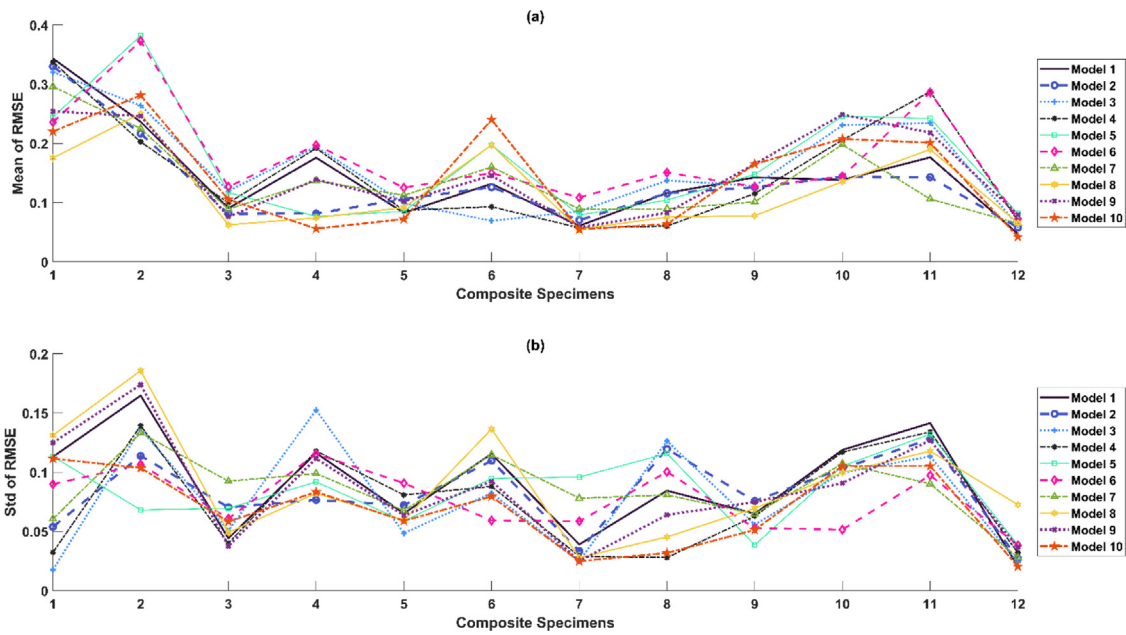 (a)
Mean of RMSE
0.4
0.3
0.2
0.1
0
1 2 3 4 5 6 7 8 9 10 11 12
Composite Specimens
Model 1
Model 2
Model 3
Model 4
Model 5
Model 6
Model 7
Model 8
Model 9
Model 10
(b)
Std of RMSE
0.2
0.15
0.1
0.05
0
1 2 3 4 5 6 7 8 9 10 11 12
Composite Specimens
Model 1
Model 2
Model 3
Model 4
Model 5
Model 6
Model 7
Model 8
Model 9
Model 10